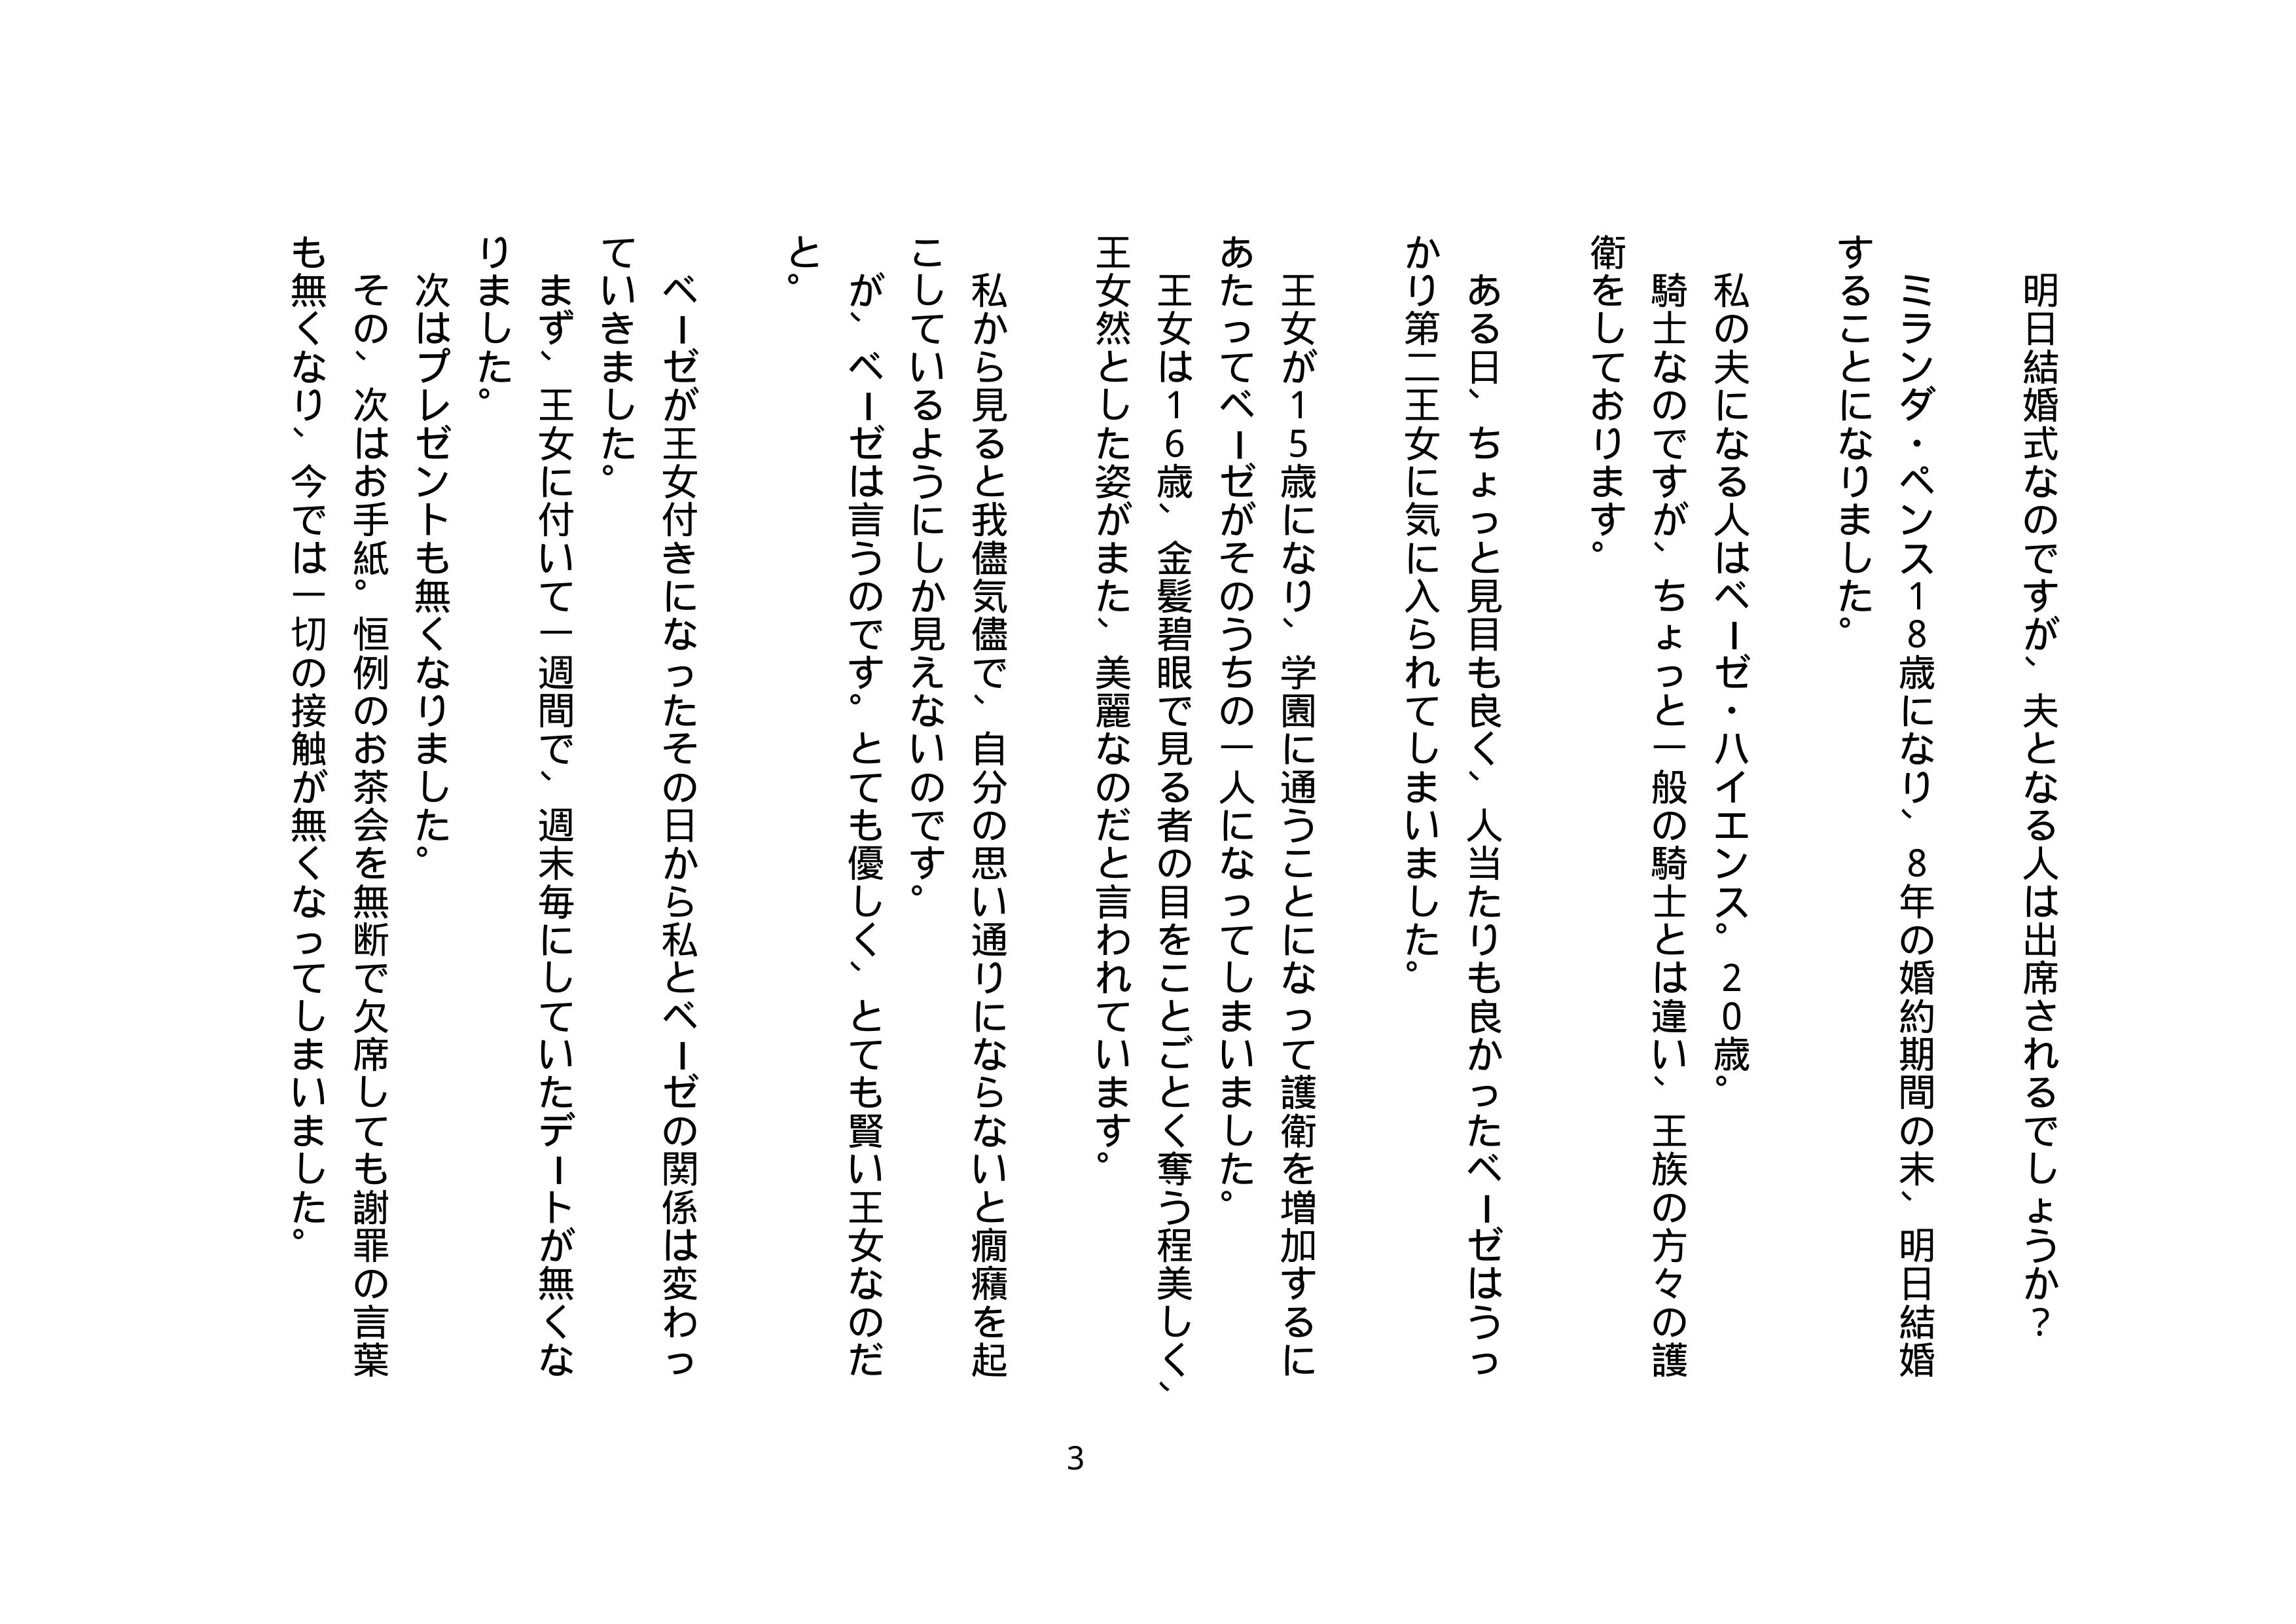 明日結婚式なのですが、夫となる人は出席されるでしょうか？
ミランダ・ペンス１８歳になり、８年の婚約期間の末、明日結婚
することになりました。
私の夫になる人はベーゼ・ハイエンス。２０歳。
騎士なのですが、ちょっと一般の騎士とは違い、王族の方々の護
衛をしております。
ある日、ちょっと見目も良く、人当たりも良かったベーゼはうっ
かり第二王女に気に入られてしまいました。
王女が１５歳になり、学園に通うことになって護衛を増加するに
あたってベーゼがそのうちの一人になってしまいました。
王女は１６歳、金髪碧眼で見る者の目をことごとく奪う程美しく、
王女然とした姿がまた、美麗なのだと言われています。
私から見ると我儘気儘で、自分の思い通りにならないと癇癪を起
こしているようにしか見えないのです。
が、ベーゼは言うのです。とても優しく、とても賢い王女なのだ
と。
ベーゼが王女付きになったその日から私とベーゼの関係は変わっ
ていきました。
まず、王女に付いて一週間で、週末毎にしていたデートが無くな
りました。
次はプレゼントも無くなりました。
その、次はお手紙。恒例のお茶会を無断で欠席しても謝罪の言葉
も無くなり、今では一切の接触が無くなってしまいました。
3